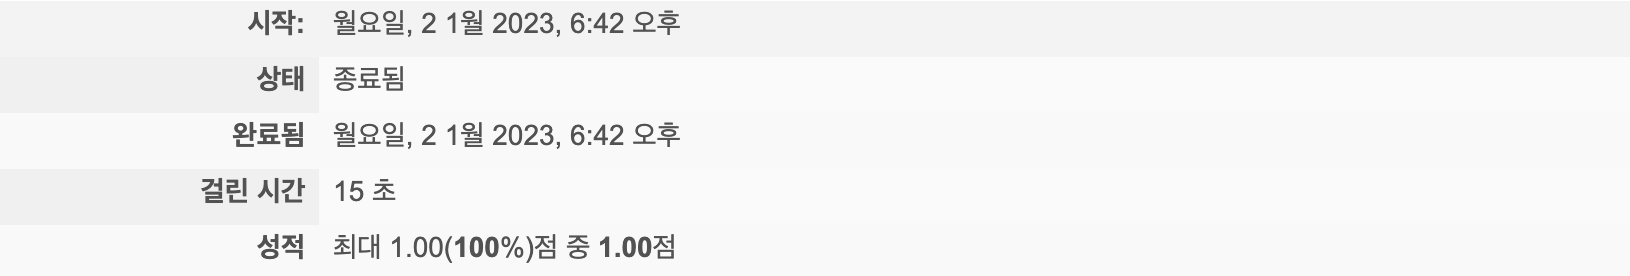 시작: 월요일, 2 1월 2023, 6:42 오후
상태 종료됨
완료됨 월요일, 2 1월 2023, 6:42 오후
걸린 시간 15 초
성적 최대 1.00(100%)점 중 1.00점